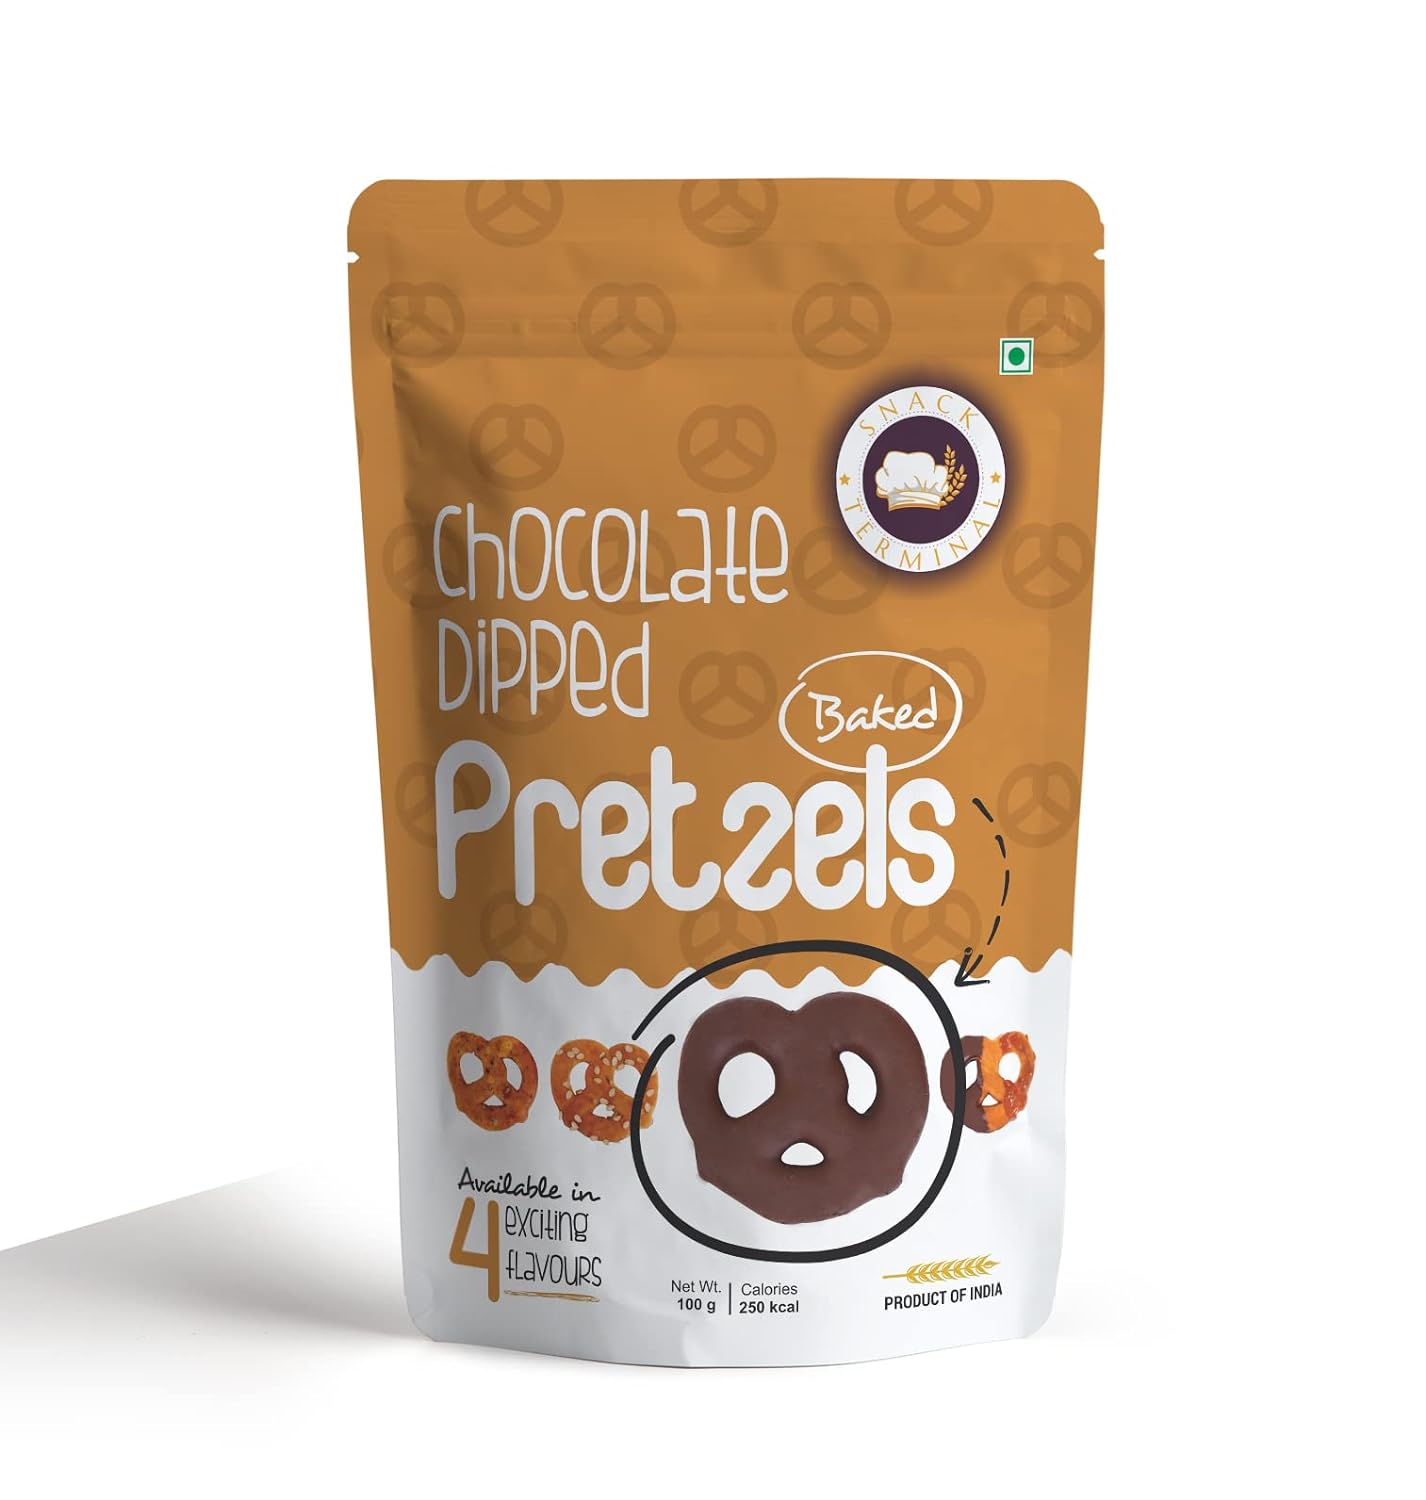 SNACK
TERMINAL
Chocolate
Dipped
Baked
Pretzels
Available in
4 exciting
flavours
Net Wt.
100 g
Calories
250 kcal
PRODUCT OF INDIA